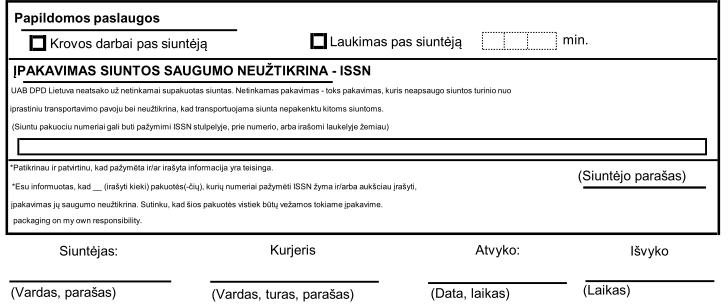 Papildomos paslaugos
Krovos darbai pas siuntėją
Laukimas pas siuntėją
min.
ĮPAKAVIMAS SIUNTOS SAUGUMO NEUŽTIKRINA - ISSN
UAB DPD Lietuva neatsako už netinkamai supakuotas siuntas. Netinkamas pakavimas - toks pakavimas, kuris neapsaugo siuntos turinio nuo
iprastiniu transportavimo pavoju bei neužtikrina, kad transportuojama siunta nepakenktu kitoms siuntoms.
(Siuntu pakuociu numeriai gali buti pažymimi ISSN stulpelyje, prie numerio, arba irašomi laukelyje žemiau)
*Patikrinau ir patvirtinu, kad pažymėta ir/ar irašyta informacija yra teisinga.
(Siuntėjo parašas)
*Esu informuotas, kad __ (irašyti kieki) pakuotės(-čių), kurių numeriai pažymėti ISSN žyma ir/arba aukščiau irašyti,
įpakavimas jų saugumo neužtikrina. Sutinku, kad šios pakuotės vistiek būtų vežamos tokiame įpakavime.
packaging on my own responsibility.
Siuntėjas:
Kurjeris
Atvyko:
Išvyko
(Vardas, parašas)
(Vardas, turas, parašas)
(Data, laikas)
(Laikas)